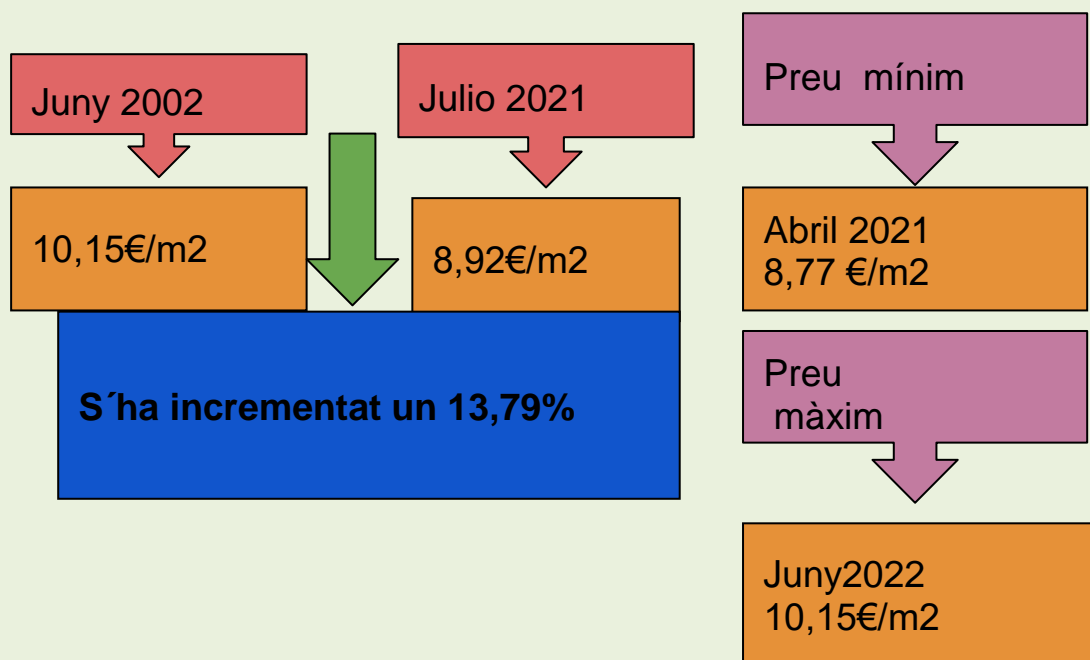 Juny 2002
10,15€/m2
Julio 2021
8,92€/m2
S´ha incrementat un 13,79%
Preu  mínim
Abril 2021
8,77 €/m2
Preu
màxim
Juny2022
10,15€/m2